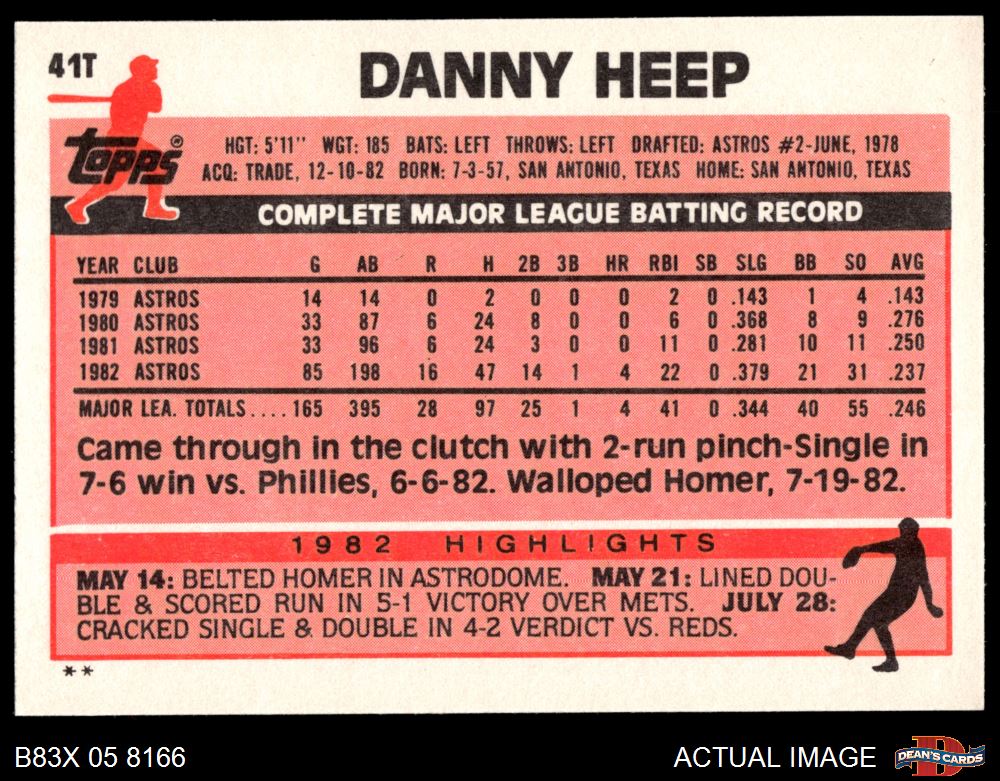 41T
DANNY HEEP
topps®
HGT: 5'11" WGT: 185 BATS: LEFT THROWS: LEFT DRAFTED: ASTROS #2-JUNE, 1978
ACQ: TRADE, 12-10-82 BORN: 7-3-57, SAN ANTONIO, TEXAS HOME: SAN ANTONIO, TEXAS
COMPLETE MAJOR LEAGUE BATTING RECORD
YEAR CLUB G AB R H 2B 3B HR RBI SB SLG BB SO AVG
1979 ASTROS 14 14 0 2 0 0 0 2 0 .143 1 4 .143
1980 ASTROS 33 87 6 24 8 0 0 6 0 .368 8 9 .276
1981 ASTROS 33 96 6 24 3 0 0 11 0 .281 10 11 .250
1982 ASTROS 85 198 16 47 14 1 4 22 0 .379 21 31 .237
MAJOR LEA. TOTALS.... 165 395 28 97 25 1 4 41 0 .344 40 55 .246
Came through in the clutch with 2-run pinch-Single in
7-6 win vs. Phillies, 6-6-82. Walloped Homer, 7-19-82.
1982 HIGHLIGHTS
MAY 14: BELTED HOMER IN ASTRODOME. MAY 21: LINED DOU-
BLE & SCORED RUN IN 5-1 VICTORY OVER METS. JULY 28:
CRACKED SINGLE & DOUBLE IN 4-2 VERDICT VS. REDS.
**
B83X 05 8166
ACTUAL IMAGE
D
DEAN'S CARDS